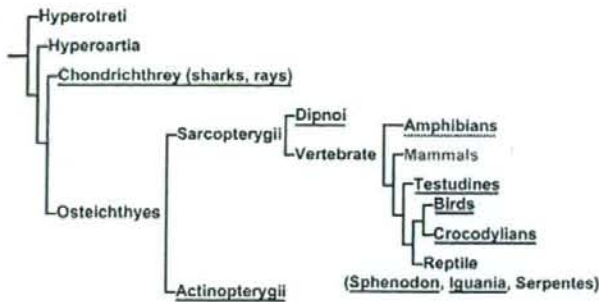 Hyperotreti
Hyperoartia
Chondrichthrey (sharks, rays)
Dipnoi
Sarcopterygii
Amphibians
Vertebrate
Mammals
Testudines
Birds
Osteichthyes
Crocodylians
Reptile
Actinopterygii
(Sphenodon, Iguania, Serpentes)